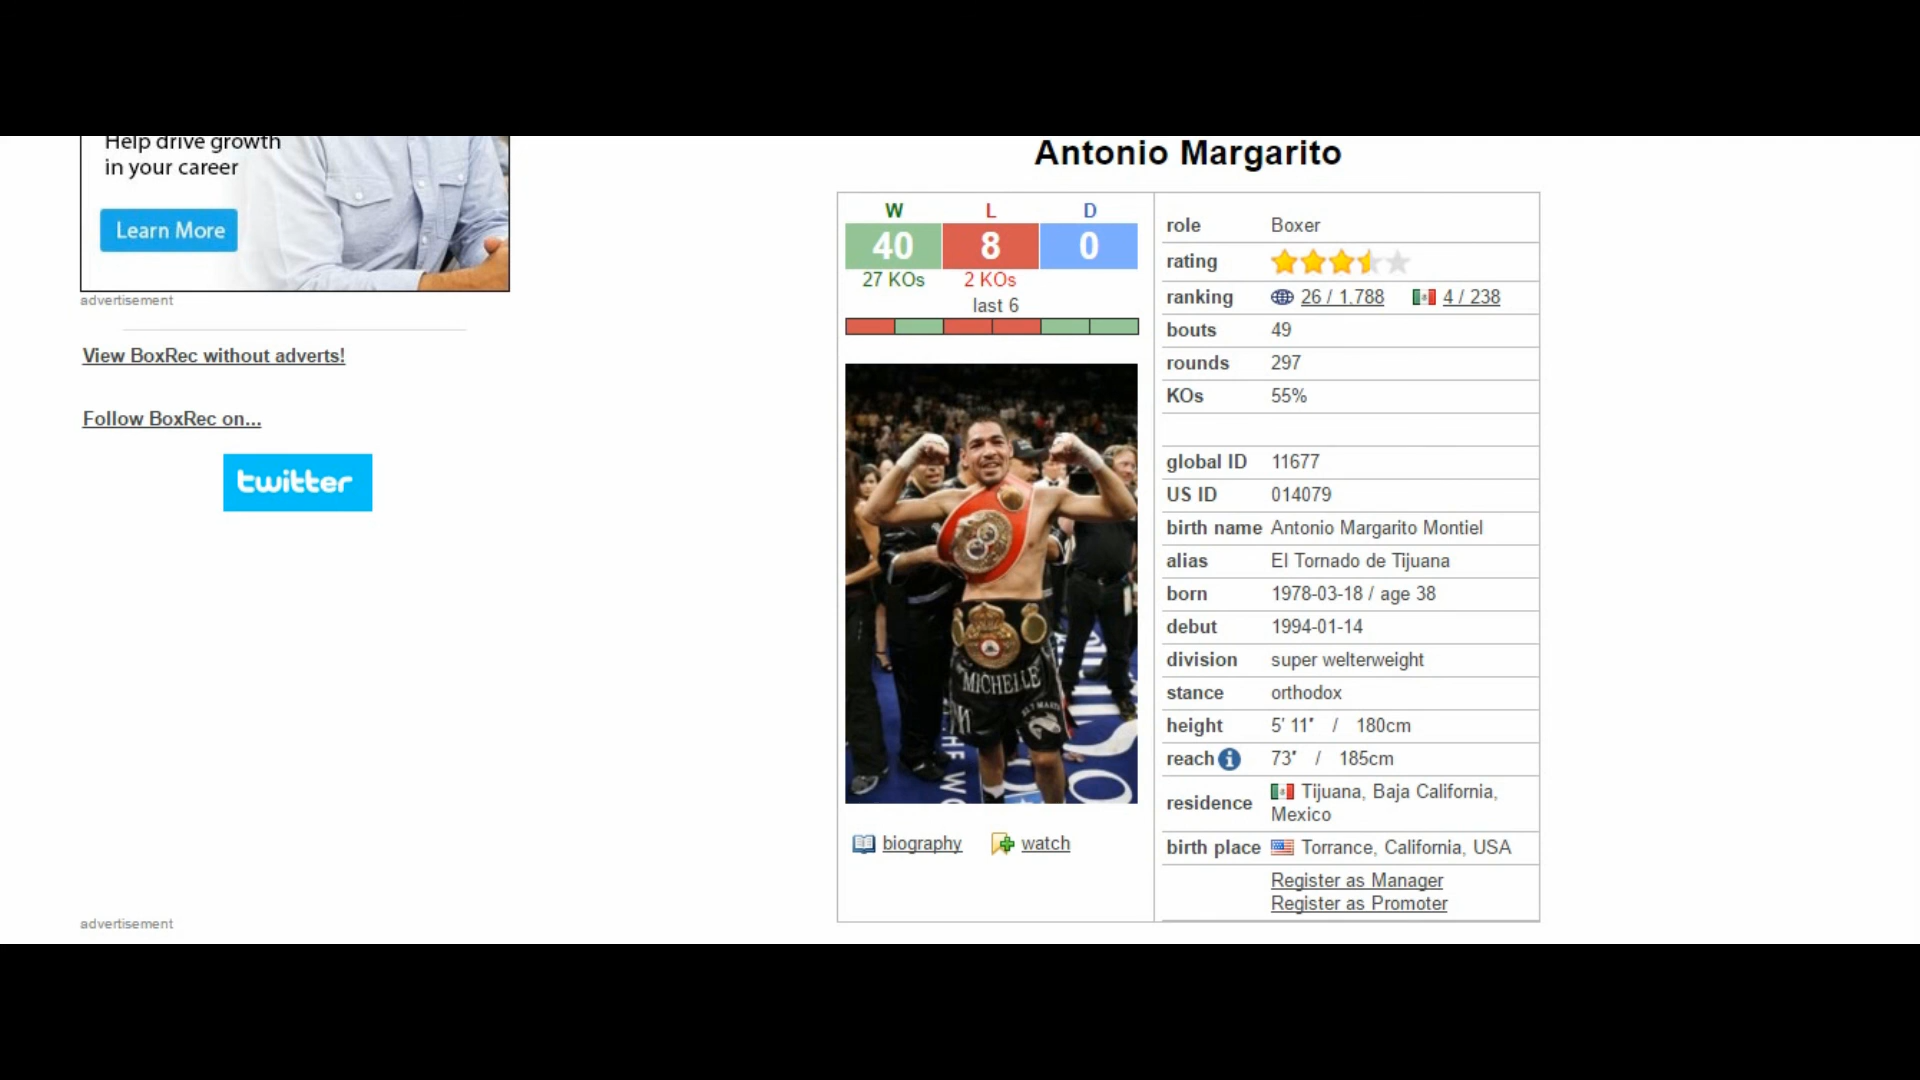 Help drive growth
in your career
Learn More
advertisement
View BoxRec without adverts!
Follow BoxRec on...
twitter
advertisement
Antonio Margarito
W L D
40 8 0
27 KOs 2 KOs
last 6
MICHELLE
biography watch
role Boxer
rating
ranking 26 / 1,788 4 / 238
bouts 49
rounds 297
KOs 55%
global ID 11677
US ID 014079
birth name Antonio Margarito Montiel
alias El Tornado de Tijuana
born 1978-03-18 / age 38
debut 1994-01-14
division super welterweight
stance orthodox
height 5' 11" / 180cm
reach 73" / 185cm
residence Tijuana, Baja California,
Mexico
birth place Torrance, California, USA
Register as Manager
Register as Promoter